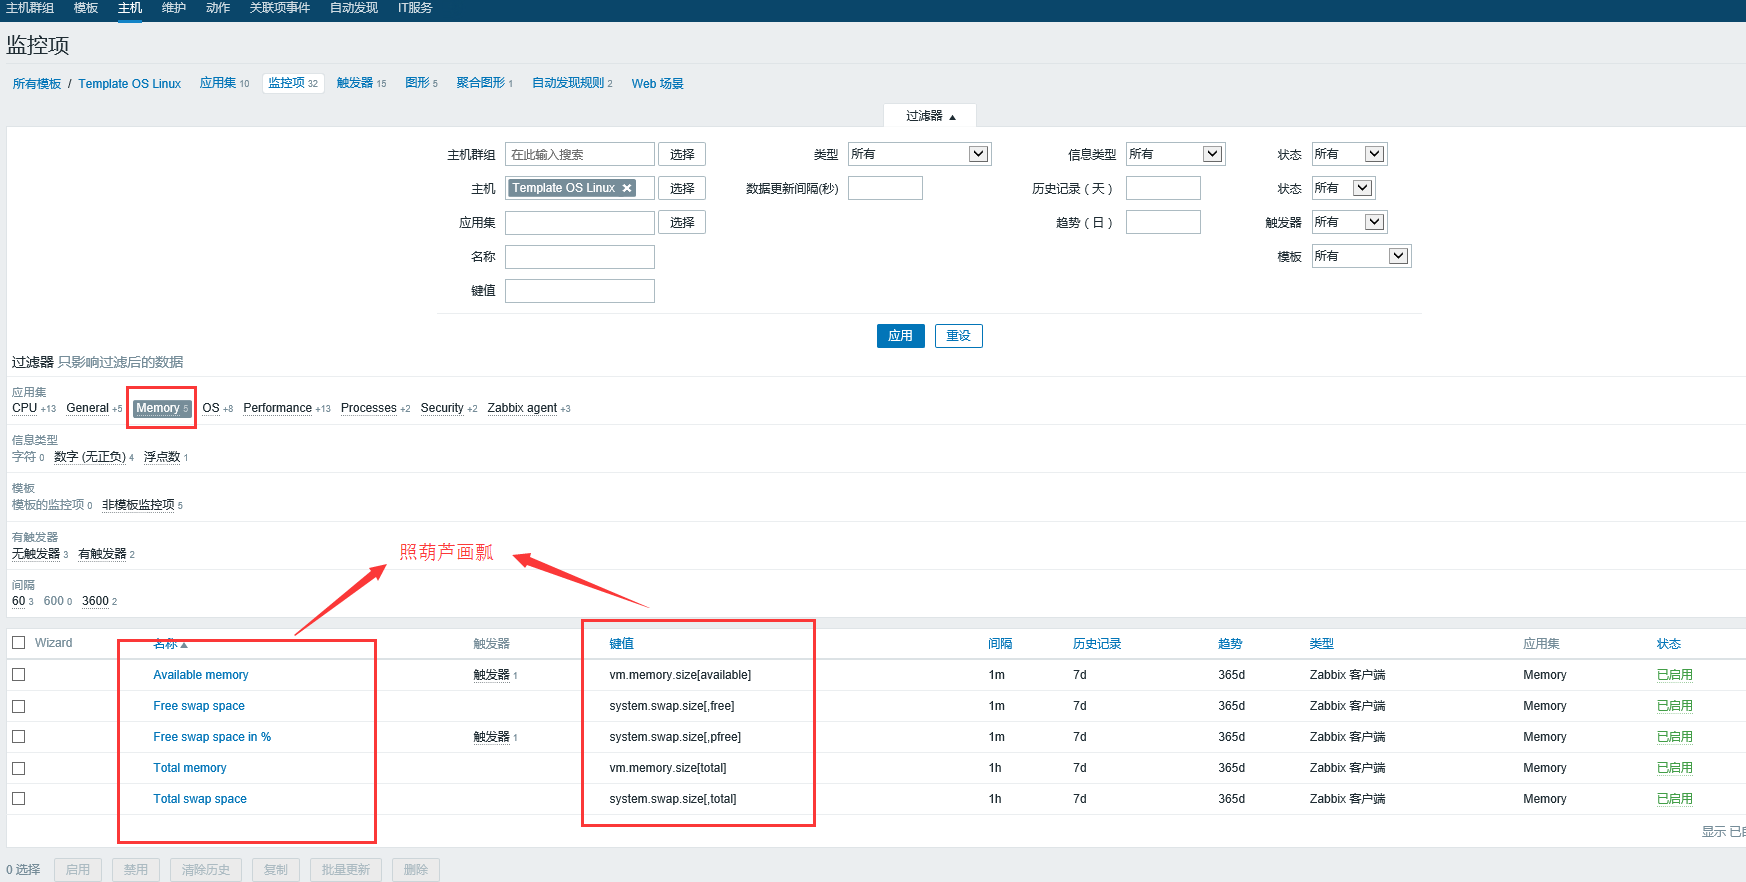 主机群组 模板 主机 维护 动作 关联项事件 自动发现 IT服务
监控项
所有模板 / Template OS Linux 应用集 10 监控项 32 触发器 15 图形 5 聚合图形 1 自动发现规则 2 Web 场景
过滤器 ▲
主机群组 在此输入搜索 选择 类型 所有 信息类型 所有 状态 所有
主机 Template OS Linux ✕ 选择 数据更新间隔(秒) 历史记录（天） 状态 所有
应用集 选择 趋势（日） 触发器 所有
名称 模板 所有
键值
应用 重设
过滤器 只影响过滤后的数据
应用集
CPU +13 General +5 Memory 5 OS +8 Performance +13 Processes +2 Security +2 Zabbix agent +3
信息类型
字符 0 数字 (无正负) 4 浮点数 1
模板
模板的监控项 0 非模板监控项 5
有触发器
无触发器 3 有触发器 2
照葫芦画瓢
间隔
60 3 600 0 3600 2
Wizard 名称▲ 触发器 键值 间隔 历史记录 趋势 类型 应用集 状态
Available memory 触发器 1 vm.memory.size[available] 1m 7d 365d Zabbix 客户端 Memory 已启用
Free swap space system.swap.size[,free] 1m 7d 365d Zabbix 客户端 Memory 已启用
Free swap space in % 触发器 1 system.swap.size[,pfree] 1m 7d 365d Zabbix 客户端 Memory 已启用
Total memory vm.memory.size[total] 1h 7d 365d Zabbix 客户端 Memory 已启用
Total swap space system.swap.size[,total] 1h 7d 365d Zabbix 客户端 Memory 已启用
显示 已自
0 选择 启用 禁用 清除历史 复制 批量更新 删除